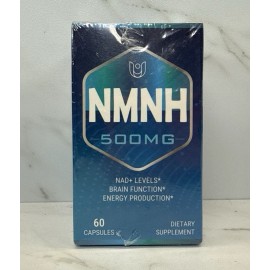 NMNH
500MG
NAD+ LEVELS*
BRAIN FUNCTION*
ENERGY PRODUCTION*
60
CAPSULES
DIETARY
SUPPLEMENT